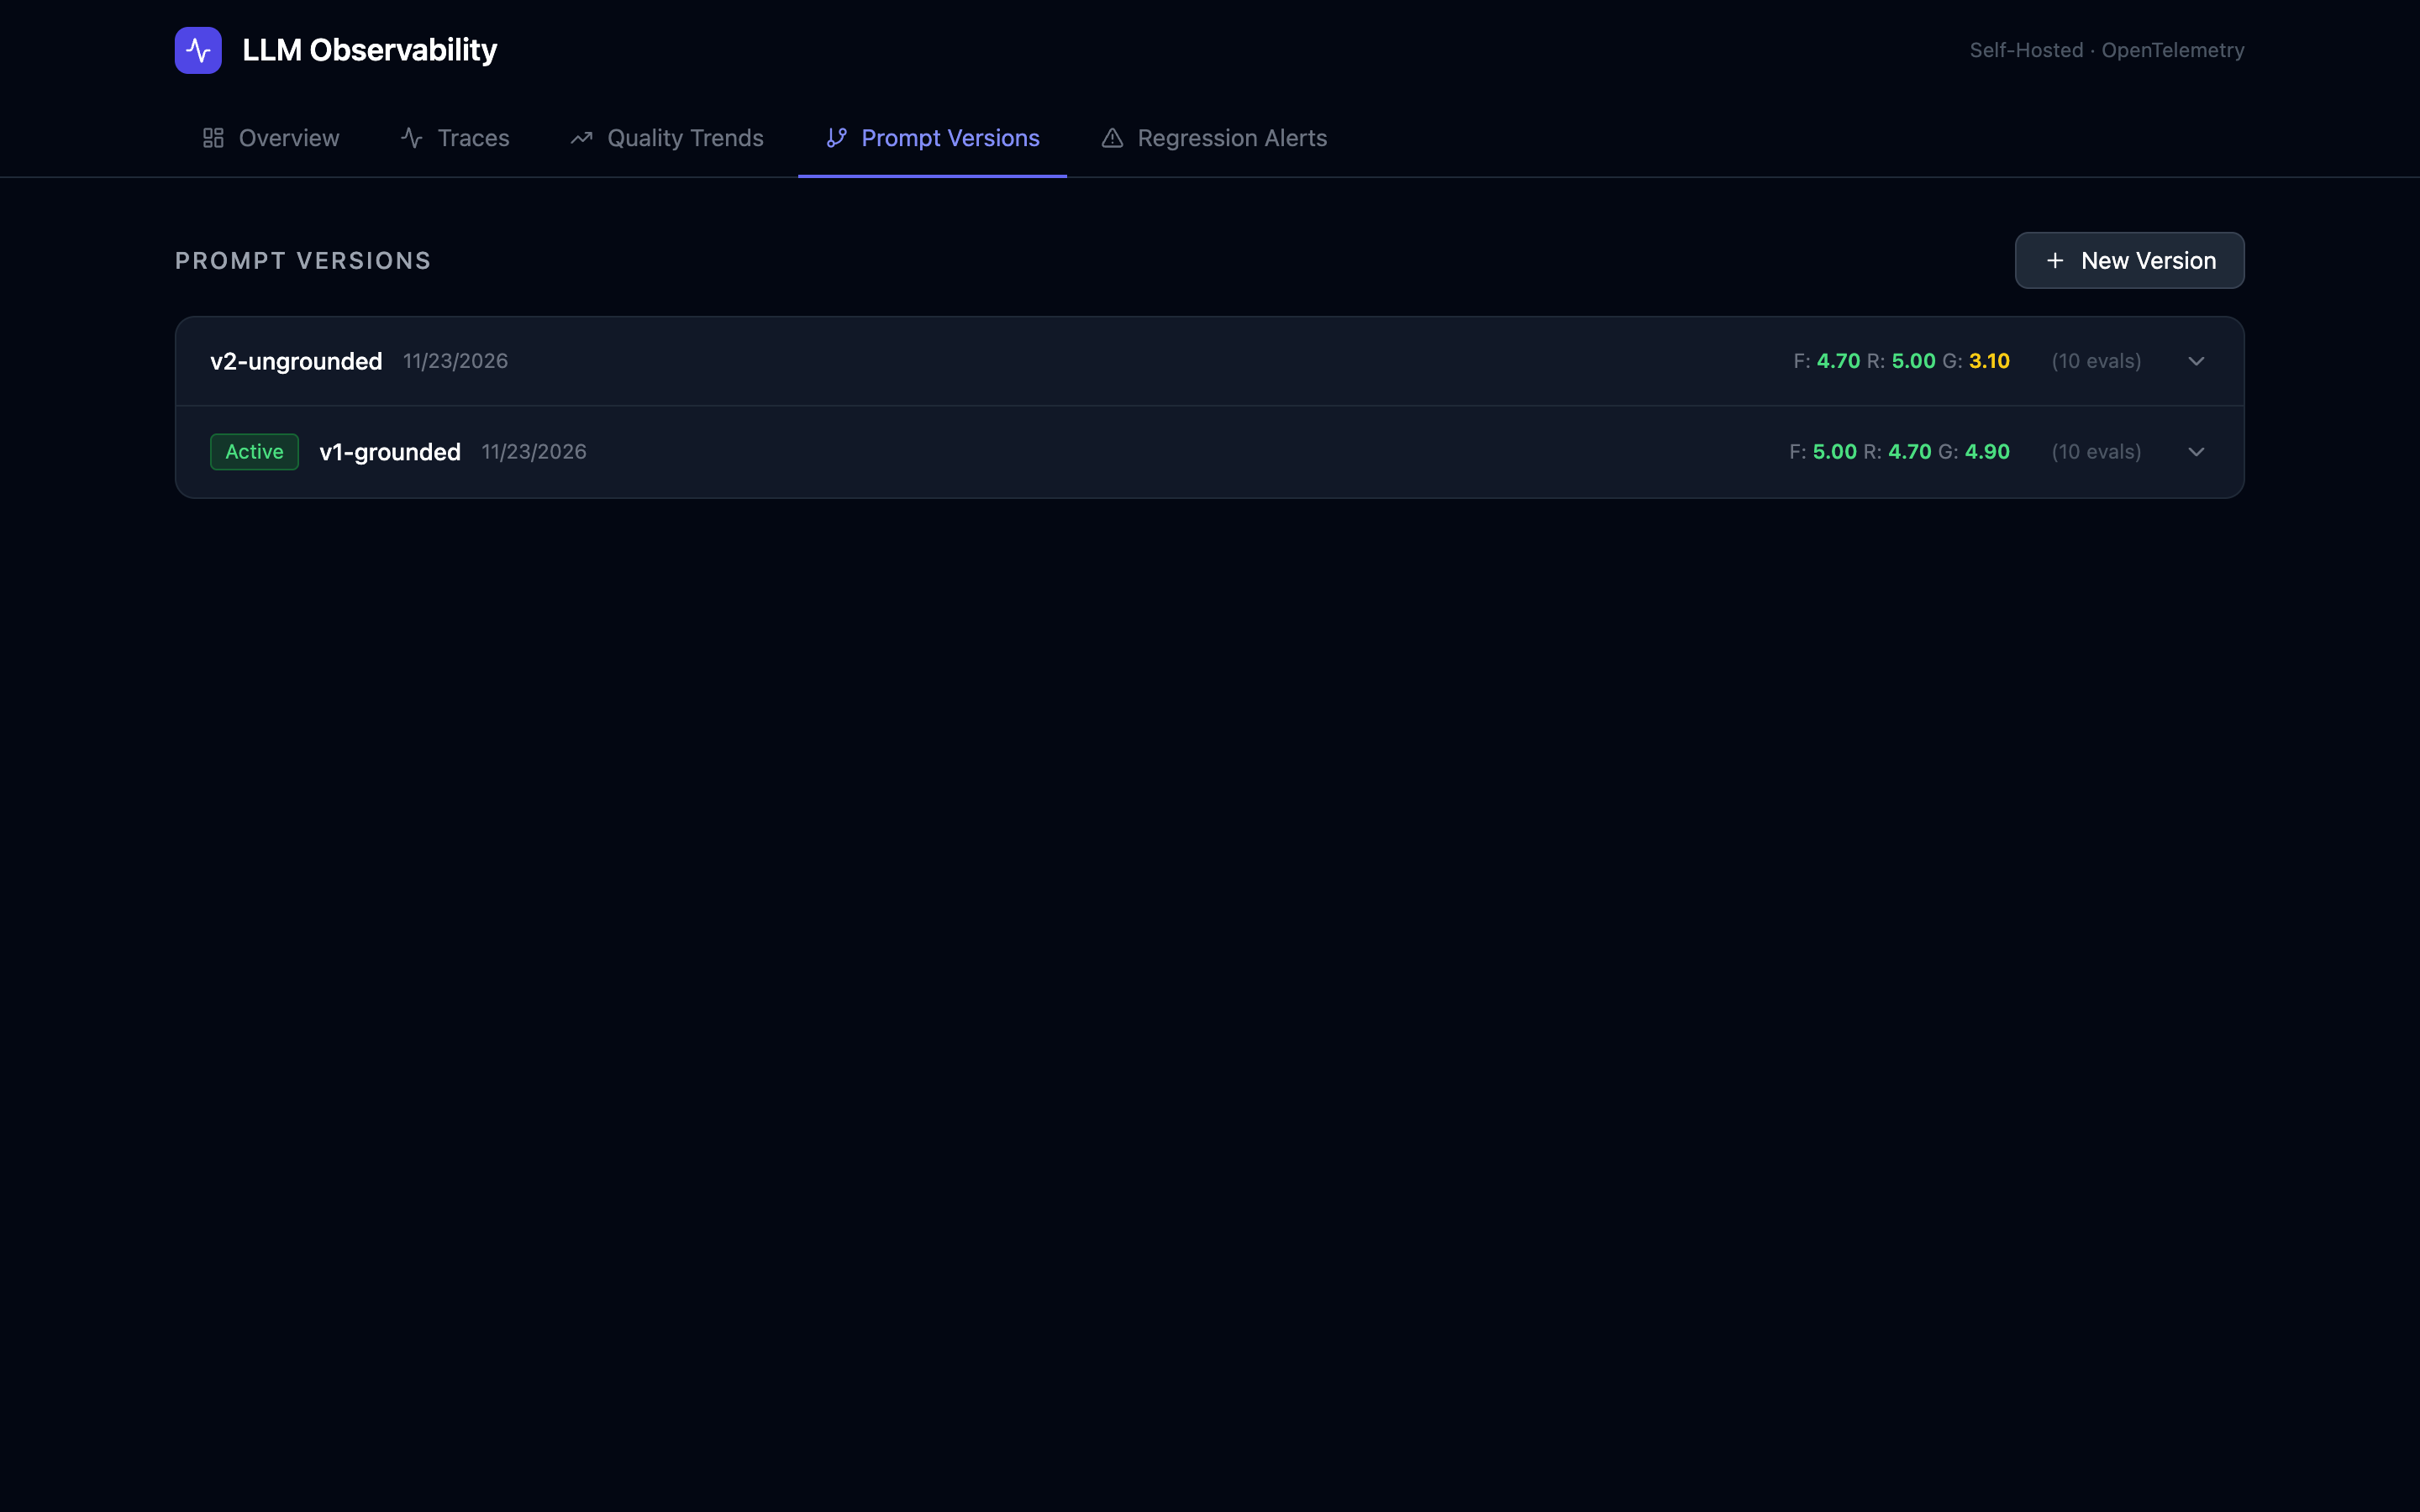 LLM Observability
Self-Hosted · OpenTelemetry
Overview
Traces
Quality Trends
Prompt Versions
Regression Alerts
PROMPT VERSIONS
New Version
v2-ungrounded 11/23/2026 F: 4.70 R: 5.00 G: 3.10 (10 evals)
Active v1-grounded 11/23/2026 F: 5.00 R: 4.70 G: 4.90 (10 evals)